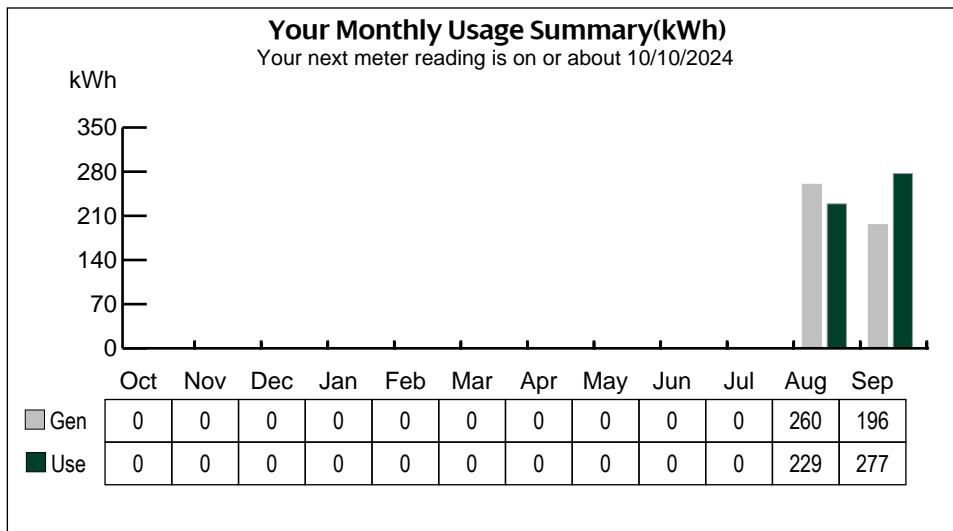 Your Monthly Usage Summary(kWh)
Your next meter reading is on or about 10/10/2024
kWh
350
280
210
140
70
0
Oct Nov Dec Jan Feb Mar Apr May Jun Jul Aug Sep
Gen 0 0 0 0 0 0 0 0 0 0 260 196
Use 0 0 0 0 0 0 0 0 0 0 229 277